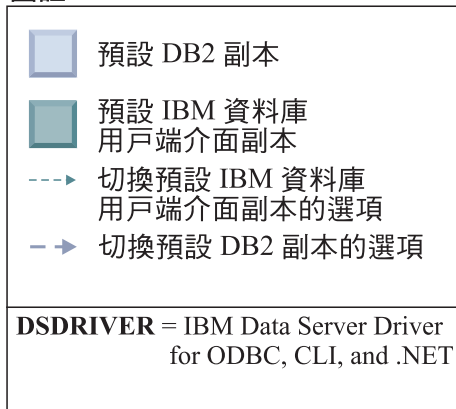 預設 DB2 副本
預設 IBM 資料庫
用戶端介面副本
切換預設 IBM 資料庫
用戶端介面副本的選項
切換預設 DB2 副本的選項
DSDRIVER = IBM Data Server Driver
for ODBC, CLI, and .NET